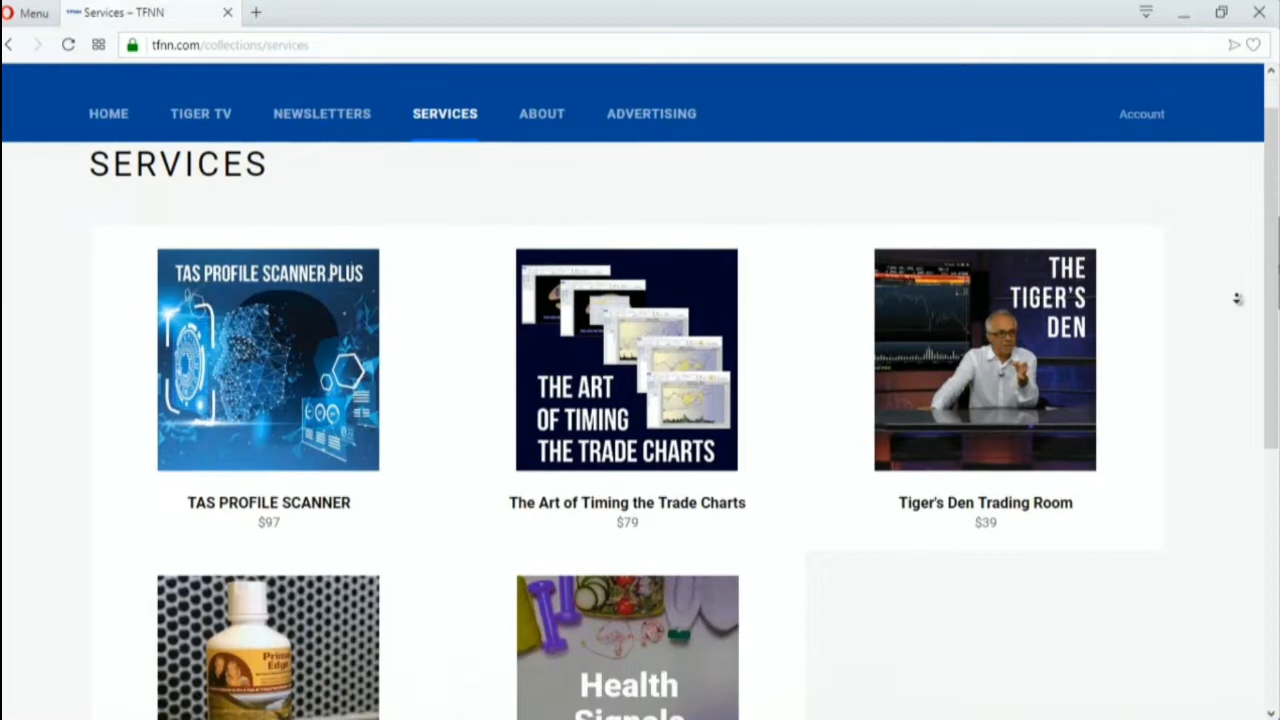 Menu
Services – TFNN
tfnn.com/collections/services
HOME TIGER TV NEWSLETTERS SERVICES ABOUT ADVERTISING Account
SERVICES
TAS PROFILE SCANNER.PLUS
THE ART
OF TIMING
THE TRADE CHARTS
THE
TIGER'S
DEN
TAS PROFILE SCANNER
$97
The Art of Timing the Trade Charts
$79
Tiger's Den Trading Room
$39
Edge
Health
Signals